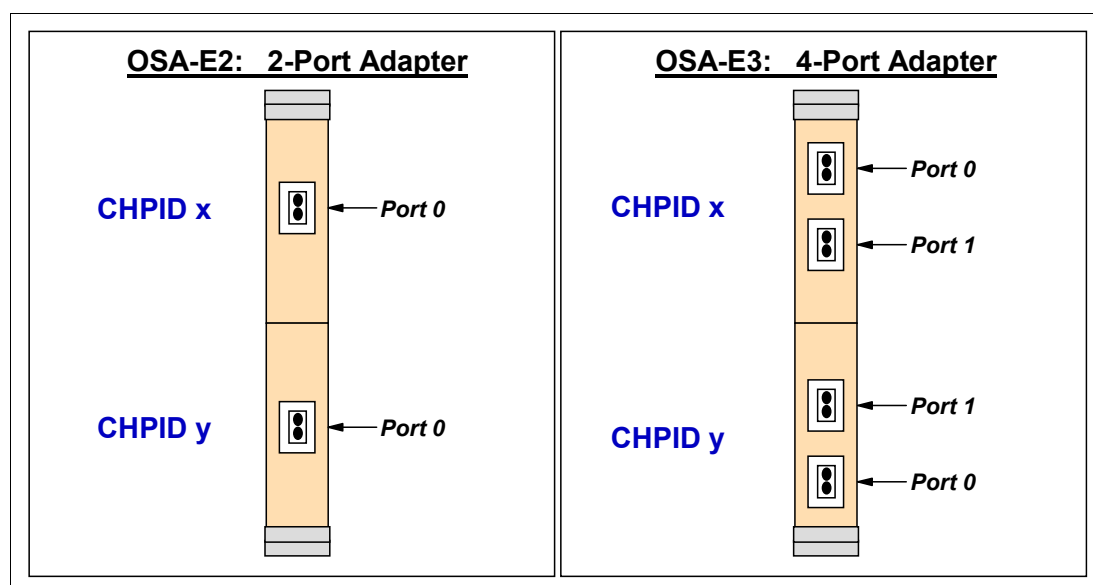 OSA-E2: 2-Port Adapter
CHPID x
Port 0
CHPID y
Port 0
OSA-E3: 4-Port Adapter
CHPID x
Port 0
Port 1
CHPID y
Port 1
Port 0